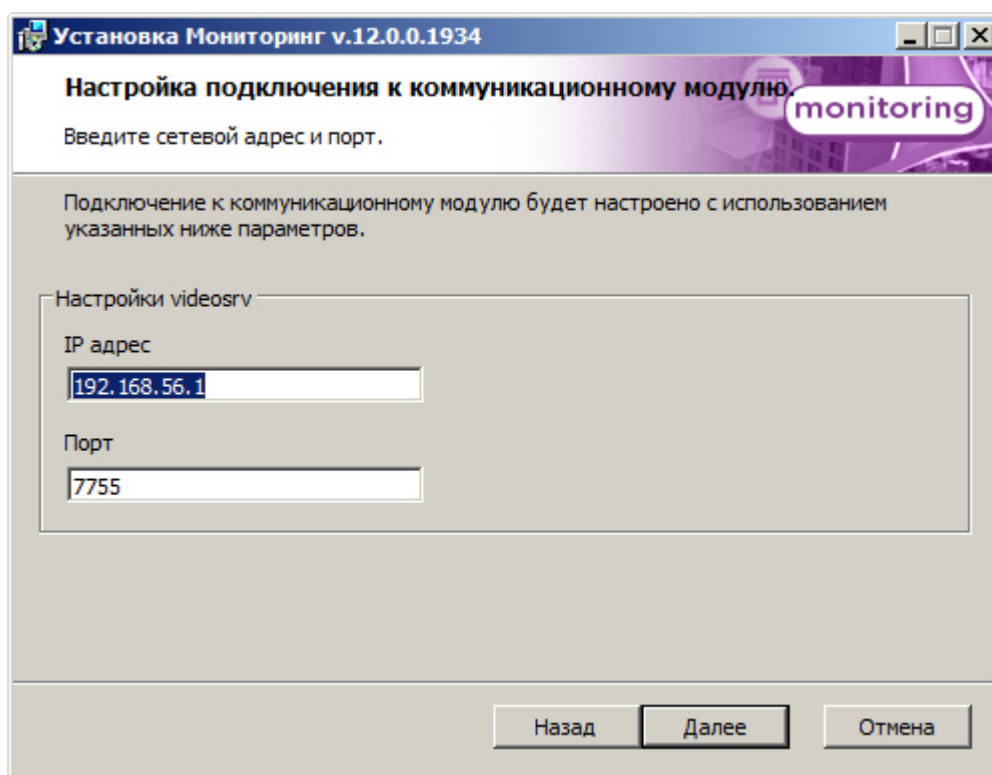 Установка Мониторинг v.12.0.0.1934
Настройка подключения к коммуникационному модулю.
monitoring
Введите сетевой адрес и порт.
Подключение к коммуникационному модулю будет настроено с использованием
указанных ниже параметров.
Настройки videosrv
IP адрес
192.168.56.1
Порт
7755
Назад Далее Отмена